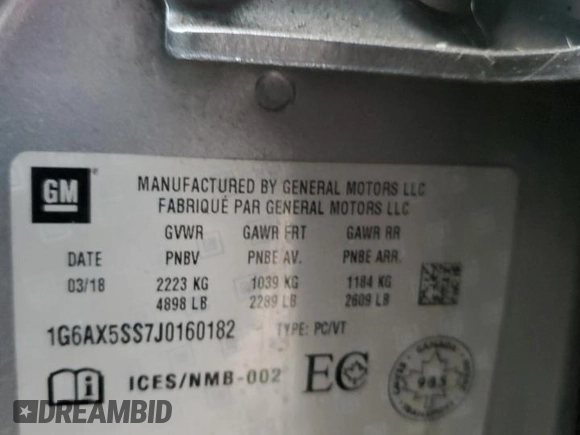 GM
MANUFACTURED BY GENERAL MOTORS LLC
FABRIQUÉ PAR GENERAL MOTORS LLC
GVWR GAWR FRT GAWR RR
DATE PNBV PNBE AV. PNBE ARR.
03/18 2223 KG 1039 KG 1184 KG
4898 LB 2289 LB 2609 LB
1G6AX5SS7J0160182 TYPE: PC/VT
ICES/NMB-002 EC
CANADA
DREAMBID